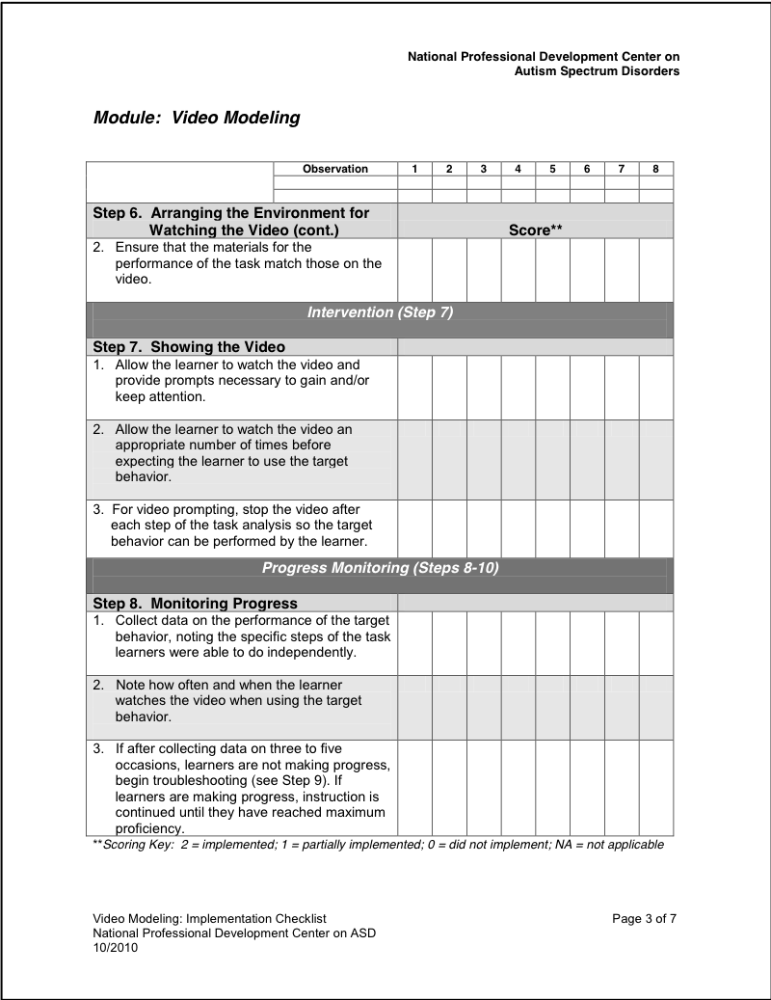 National Professional Development Center on
Autism Spectrum Disorders
Module:  Video Modeling
Observation 1 2 3 4 5 6 7 8
Step 6.  Arranging the Environment for
Watching the Video (cont.) Score**
2. Ensure that the materials for the
performance of the task match those on the
video.
Intervention (Step 7)
Step 7.  Showing the Video
1. Allow the learner to watch the video and
provide prompts necessary to gain and/or
keep attention.
2. Allow the learner to watch the video an
appropriate number of times before
expecting the learner to use the target
behavior.
3. For video prompting, stop the video after
each step of the task analysis so the target
behavior can be performed by the learner.
Progress Monitoring (Steps 8-10)
Step 8.  Monitoring Progress
1. Collect data on the performance of the target
behavior, noting the specific steps of the task
learners were able to do independently.
2. Note how often and when the learner
watches the video when using the target
behavior.
3. If after collecting data on three to five
occasions, learners are not making progress,
begin troubleshooting (see Step 9). If
learners are making progress, instruction is
continued until they have reached maximum
proficiency.
**Scoring Key:  2 = implemented; 1 = partially implemented; 0 = did not implement; NA = not applicable
Video Modeling: Implementation Checklist Page 3 of 7
National Professional Development Center on ASD
10/2010